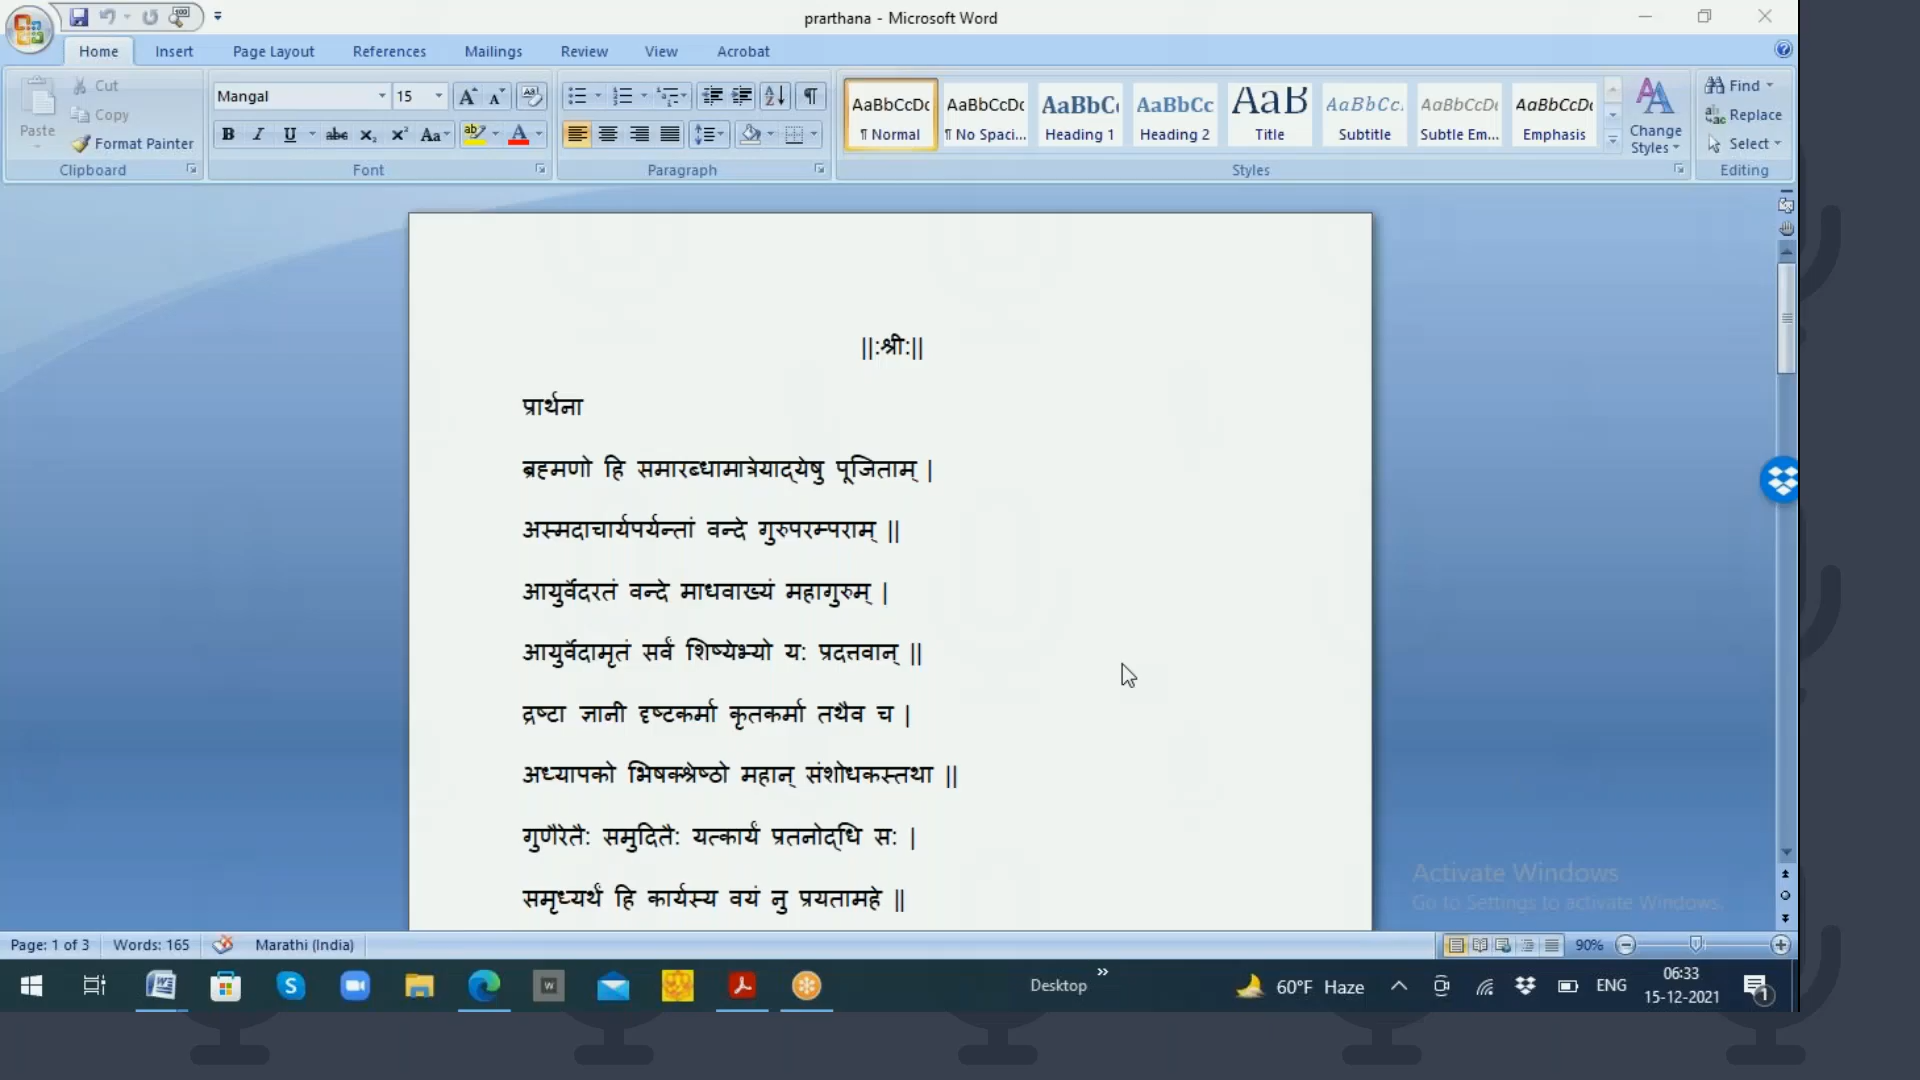 prarthana - Microsoft Word
Home Insert Page Layout References Mailings Review View Acrobat
Paste
Cut
Copy
Format Painter
Clipboard
Mangal 15
Font
Paragraph
AaBbCcDc AaBbCcDc AaBbC AaBbCc AaB AaBbCc. AaBbCcDc AaBbCcDc
¶ Normal ¶ No Spaci... Heading 1 Heading 2 Title Subtitle Subtle Em... Emphasis
Change Styles
Styles
Find
Replace
Select
Editing
||:श्री:||
प्रार्थना
ब्रह्मणो हि समारब्धामात्रेयाद्येषु पूजिताम् |
अस्मदाचार्यपर्यन्तां वन्दे गुरुपरम्पराम् ||
आयुर्वेदरतं वन्दे माधवाख्यं महागुरुम् |
आयुर्वेदामृतं सर्वं शिष्येभ्यो य: प्रदत्तवान् ||
द्रष्टा ज्ञानी दृष्टकर्मा कृतकर्मा तथैव च |
अध्यापको भिषक्श्रेष्ठो महान् संशोधकस्तथा ||
गुणैरेतै: समुदितै: यत्कार्यं प्रतनोद्धि स: |
समृध्यर्थं हि कार्यस्य वयं नु प्रयतामहे ||
Activate Windows
Go to Settings to activate Windows.
Page: 1 of 3 Words: 165 Marathi (India) 90%
Desktop 60°F Haze ENG 06:33
15-12-2021 1